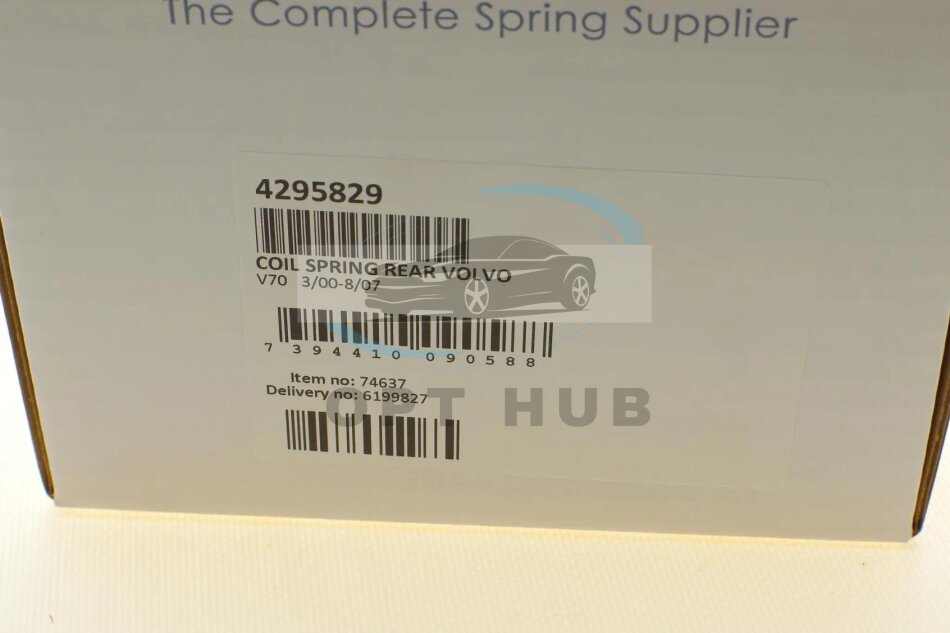 The Complete Spring Supplier
4295829
COIL SPRING REAR VOLVO
V70 3/00-8/07
7 394410 090588
Item no: 74637
Delivery no: 6199827
OPT HUB